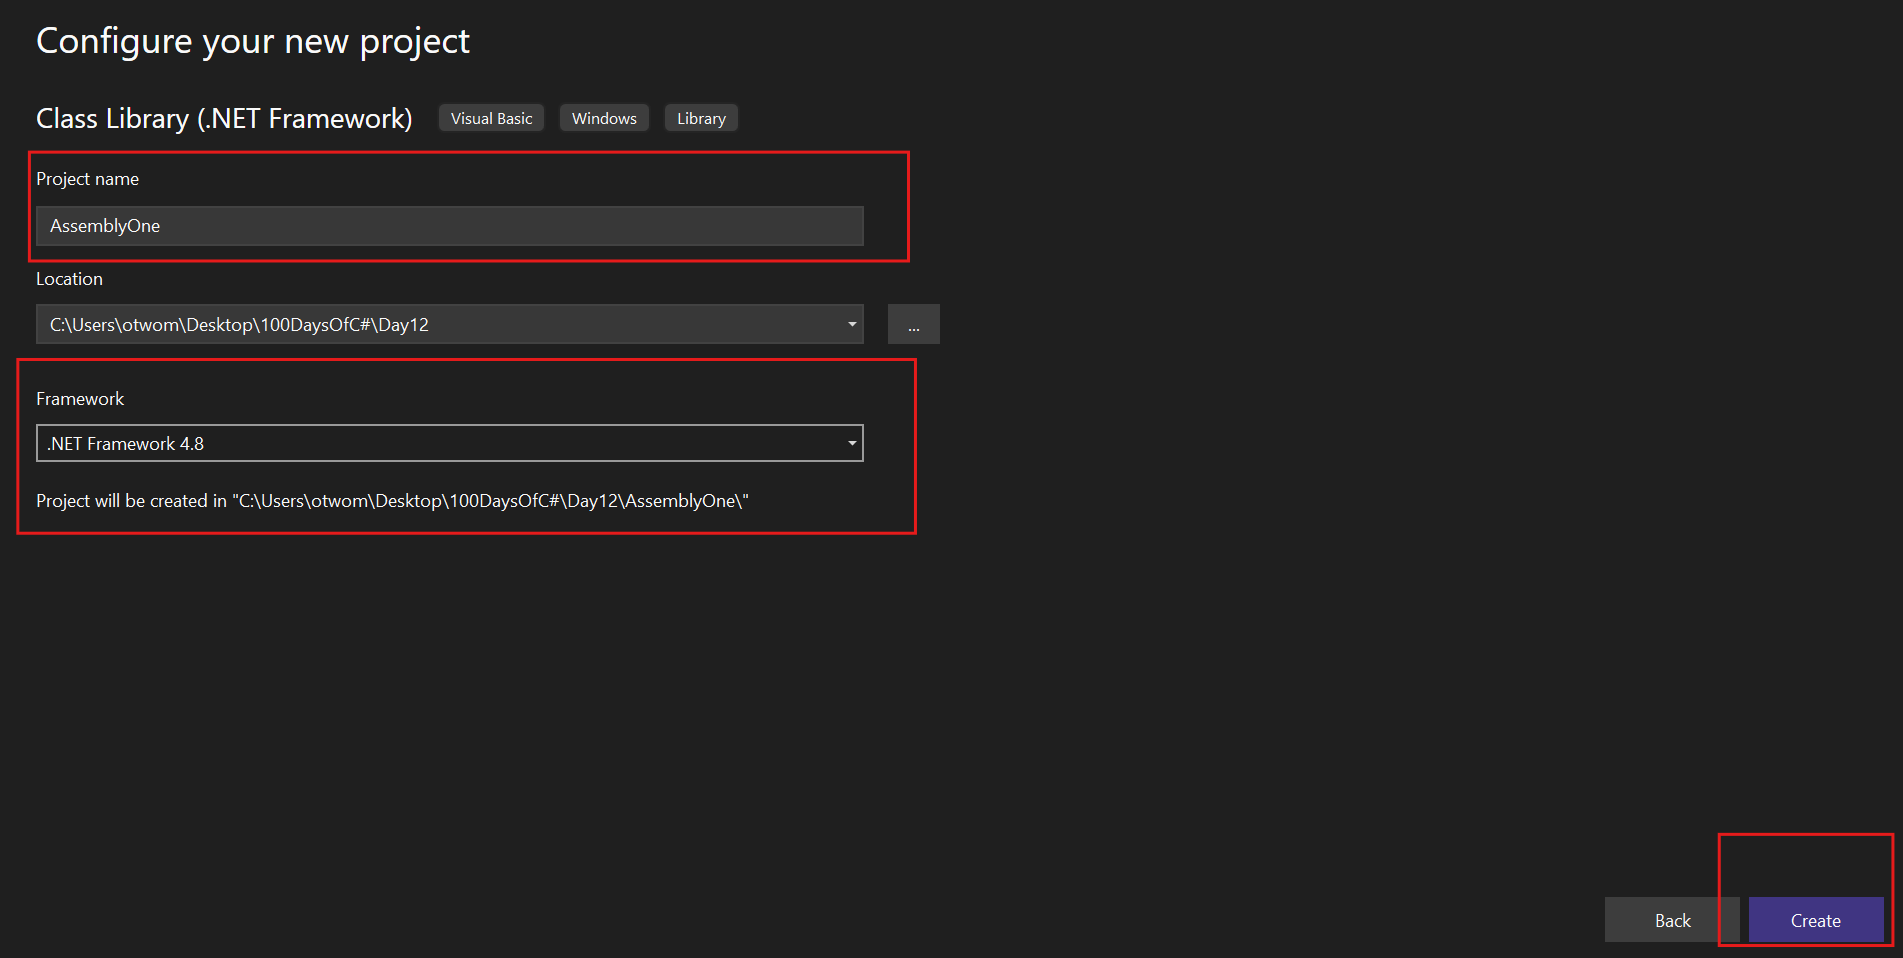 Configure your new project
Class Library (.NET Framework) Visual Basic Windows Library
Project name
AssemblyOne
Location
C:\Users\otwom\Desktop\100DaysOfC#\Day12
...
Framework
.NET Framework 4.8
Project will be created in "C:\Users\otwom\Desktop\100DaysOfC#\Day12\AssemblyOne\"
Back Create